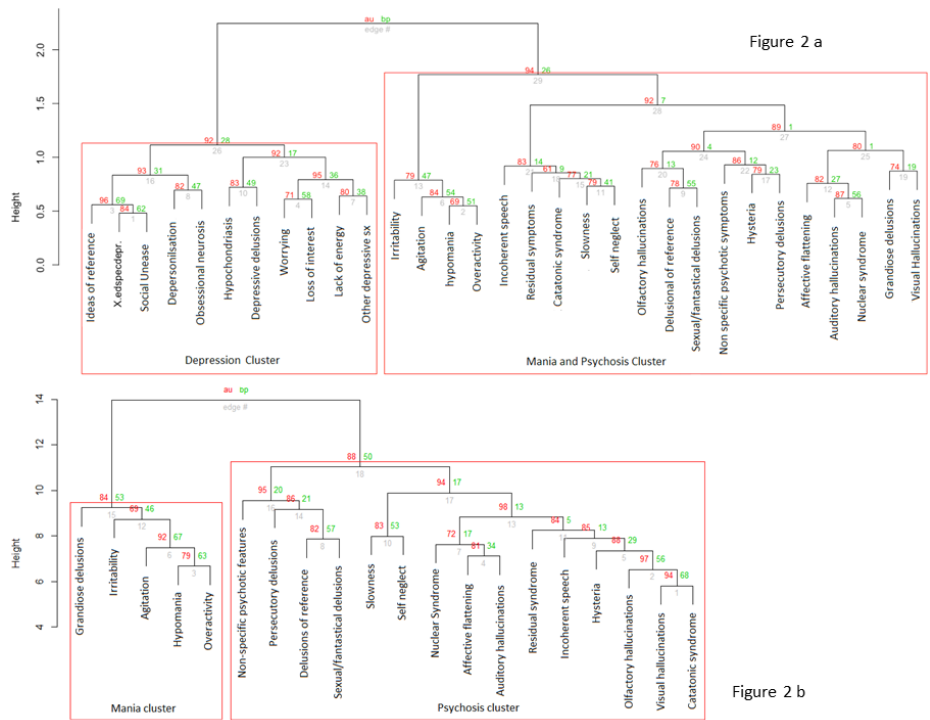 Figure 2 a
au bp
edge #
Height
2.0
1.5
1.0
0.5
0.0
94 26
29
92 7
28
89 1
27
92 28
26
93 31
16
92 17
23
96 69
3
84 62
1
82 47
8
83 49
10
95 36
14
71 58
4
80 38
7
79 47
13
84 54
6
69 51
2
83 14
61 9
77 21
15
79 41
11
90 4
24
76 13
20
78 55
9
86 12
22
79 23
17
80 1
25
82 27
12
87 56
5
74 19
19
Ideas of reference
X.edspecdepr.
Social Unease
Depersonilsation
Obsessional neurosis
Hypochondriasis
Depressive delusions
Worrying
Loss of interest
Lack of energy
Other depressive sx
Irritability
Agitation
hypomania
Overactivity
Incoherent speech
Residual symptoms
Catatonic syndrome
Slowness
Self neglect
Olfactory hallucinations
Delusional of reference
Sexual/fantastical delusions
Non specific psychotic symptoms
Hysteria
Persecutory delusions
Affective flattening
Auditory hallucinations
Nuclear syndrome
Grandiose delusions
Visual Hallucinations
Depression Cluster
Mania and Psychosis Cluster
au bp
edge #
Height
14
12
10
8
6
4
84 53
15
69 46
12
92 67
6
79 63
3
88 50
18
95 20
16
86 21
14
82 57
8
94 17
17
83 53
10
98 13
13
72 17
7
81 34
4
84 5
11
85 13
9
88 29
5
97 56
2
94 68
1
Grandiose delusions
Irritability
Agitation
Hypomania
Overactivity
Non-specific psychotic features
Persecutory delusions
Delusions of reference
Sexual/fantastical delusions
Slowness
Self neglect
Nuclear Syndrome
Affective flattening
Auditory hallucinations
Residual syndrome
Incoherent speech
Hysteria
Olfactory hallucinations
Visual hallucinations
Catatonic syndrome
Mania cluster
Psychosis cluster
Figure 2 b